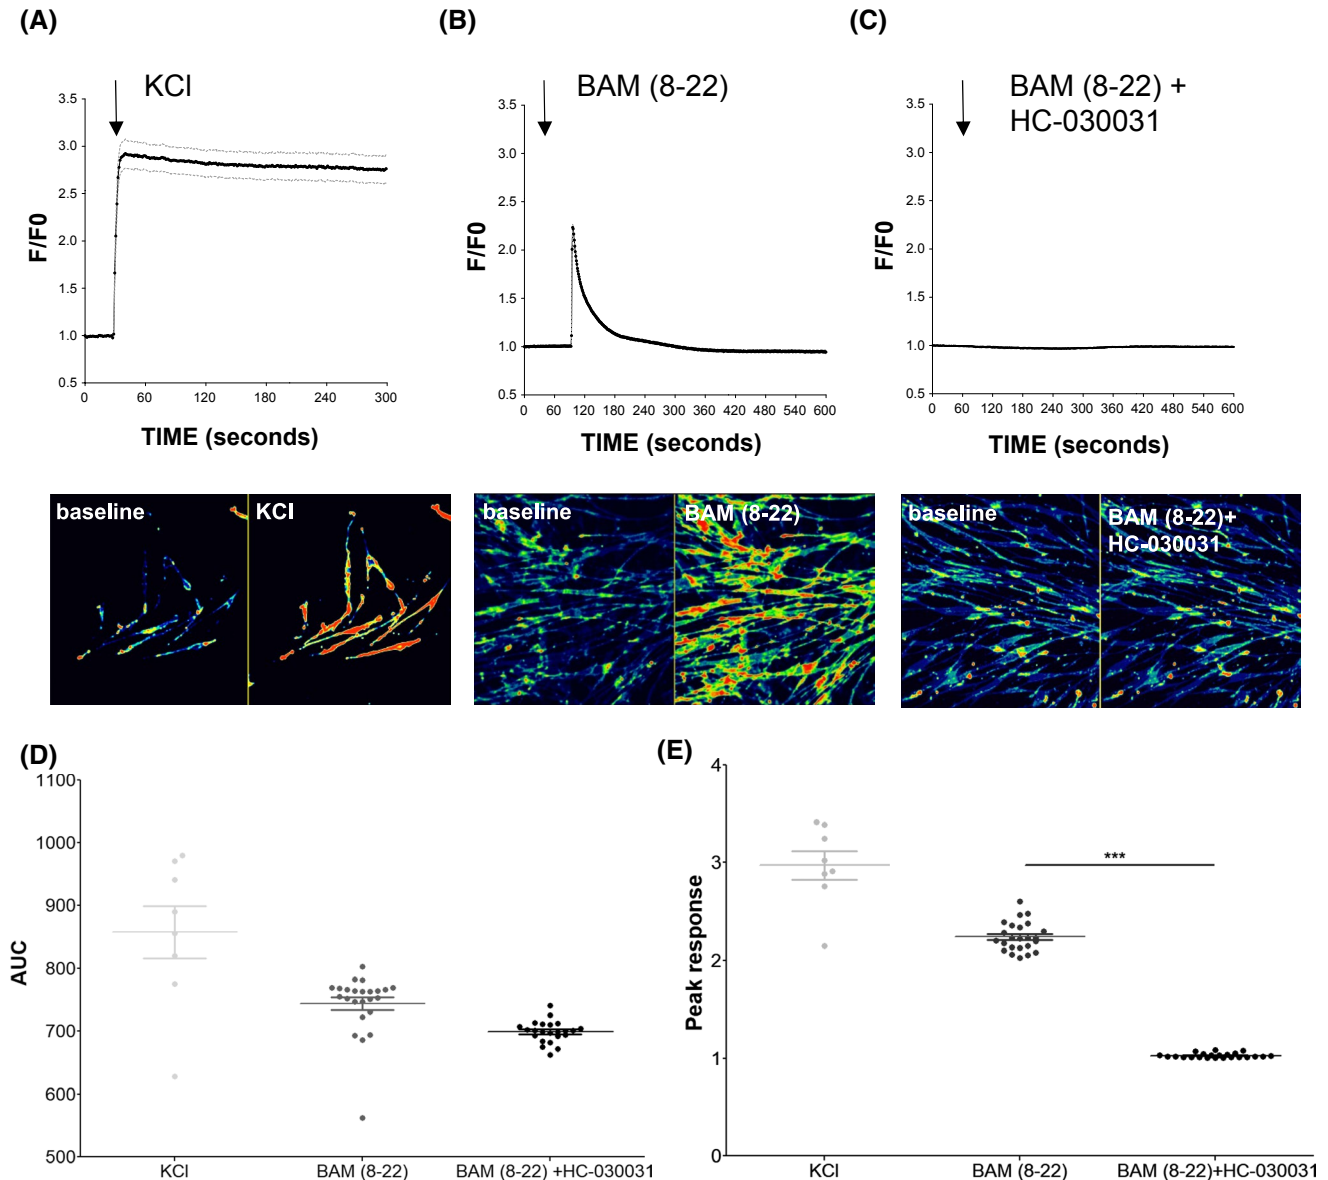 (A)
(B)
(C)
KCl
BAM (8-22)
BAM (8-22) +
HC-030031
3.5
3.0
2.5
2.0
1.5
1.0
0.5
F/F0
0 60 120 180 240 300
TIME (seconds)
3.5
3.0
2.5
2.0
1.5
1.0
0.5
F/F0
0 60 120 180 240 300 360 420 480 540 600
TIME (seconds)
3.5
3.0
2.5
2.0
1.5
1.0
0.5
F/F0
0 60 120 180 240 300 360 420 480 540 600
TIME (seconds)
baseline
KCl
baseline
BAM (8-22)
baseline
BAM (8-22)+
HC-030031
(D)
1100
1000
900
800
700
600
500
AUC
KCl
BAM (8-22)
BAM (8-22) +HC-030031
(E)
4
3
2
1
0
Peak response
***
KCl
BAM (8-22)
BAM (8-22)+HC-030031